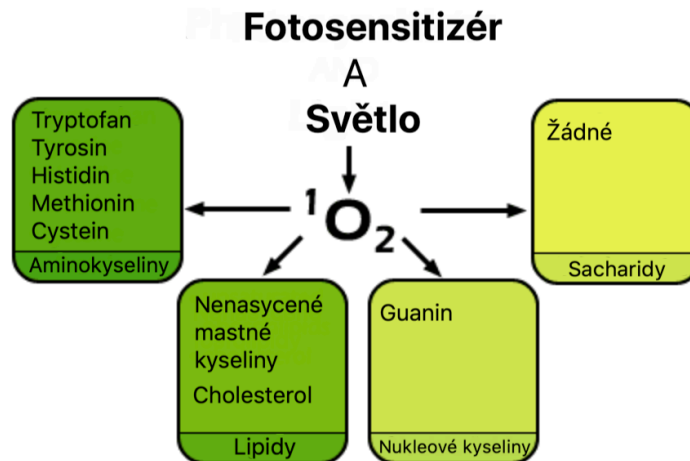 Fotosensitizér
A
Světlo
¹O₂
Tryptofan
Tyrosin
Histidin
Methionin
Cystein
Aminokyseliny
Nenasycené
mastné
kyseliny
Cholesterol
Lipidy
Guanin
Nukleové kyseliny
Žádné
Sacharidy